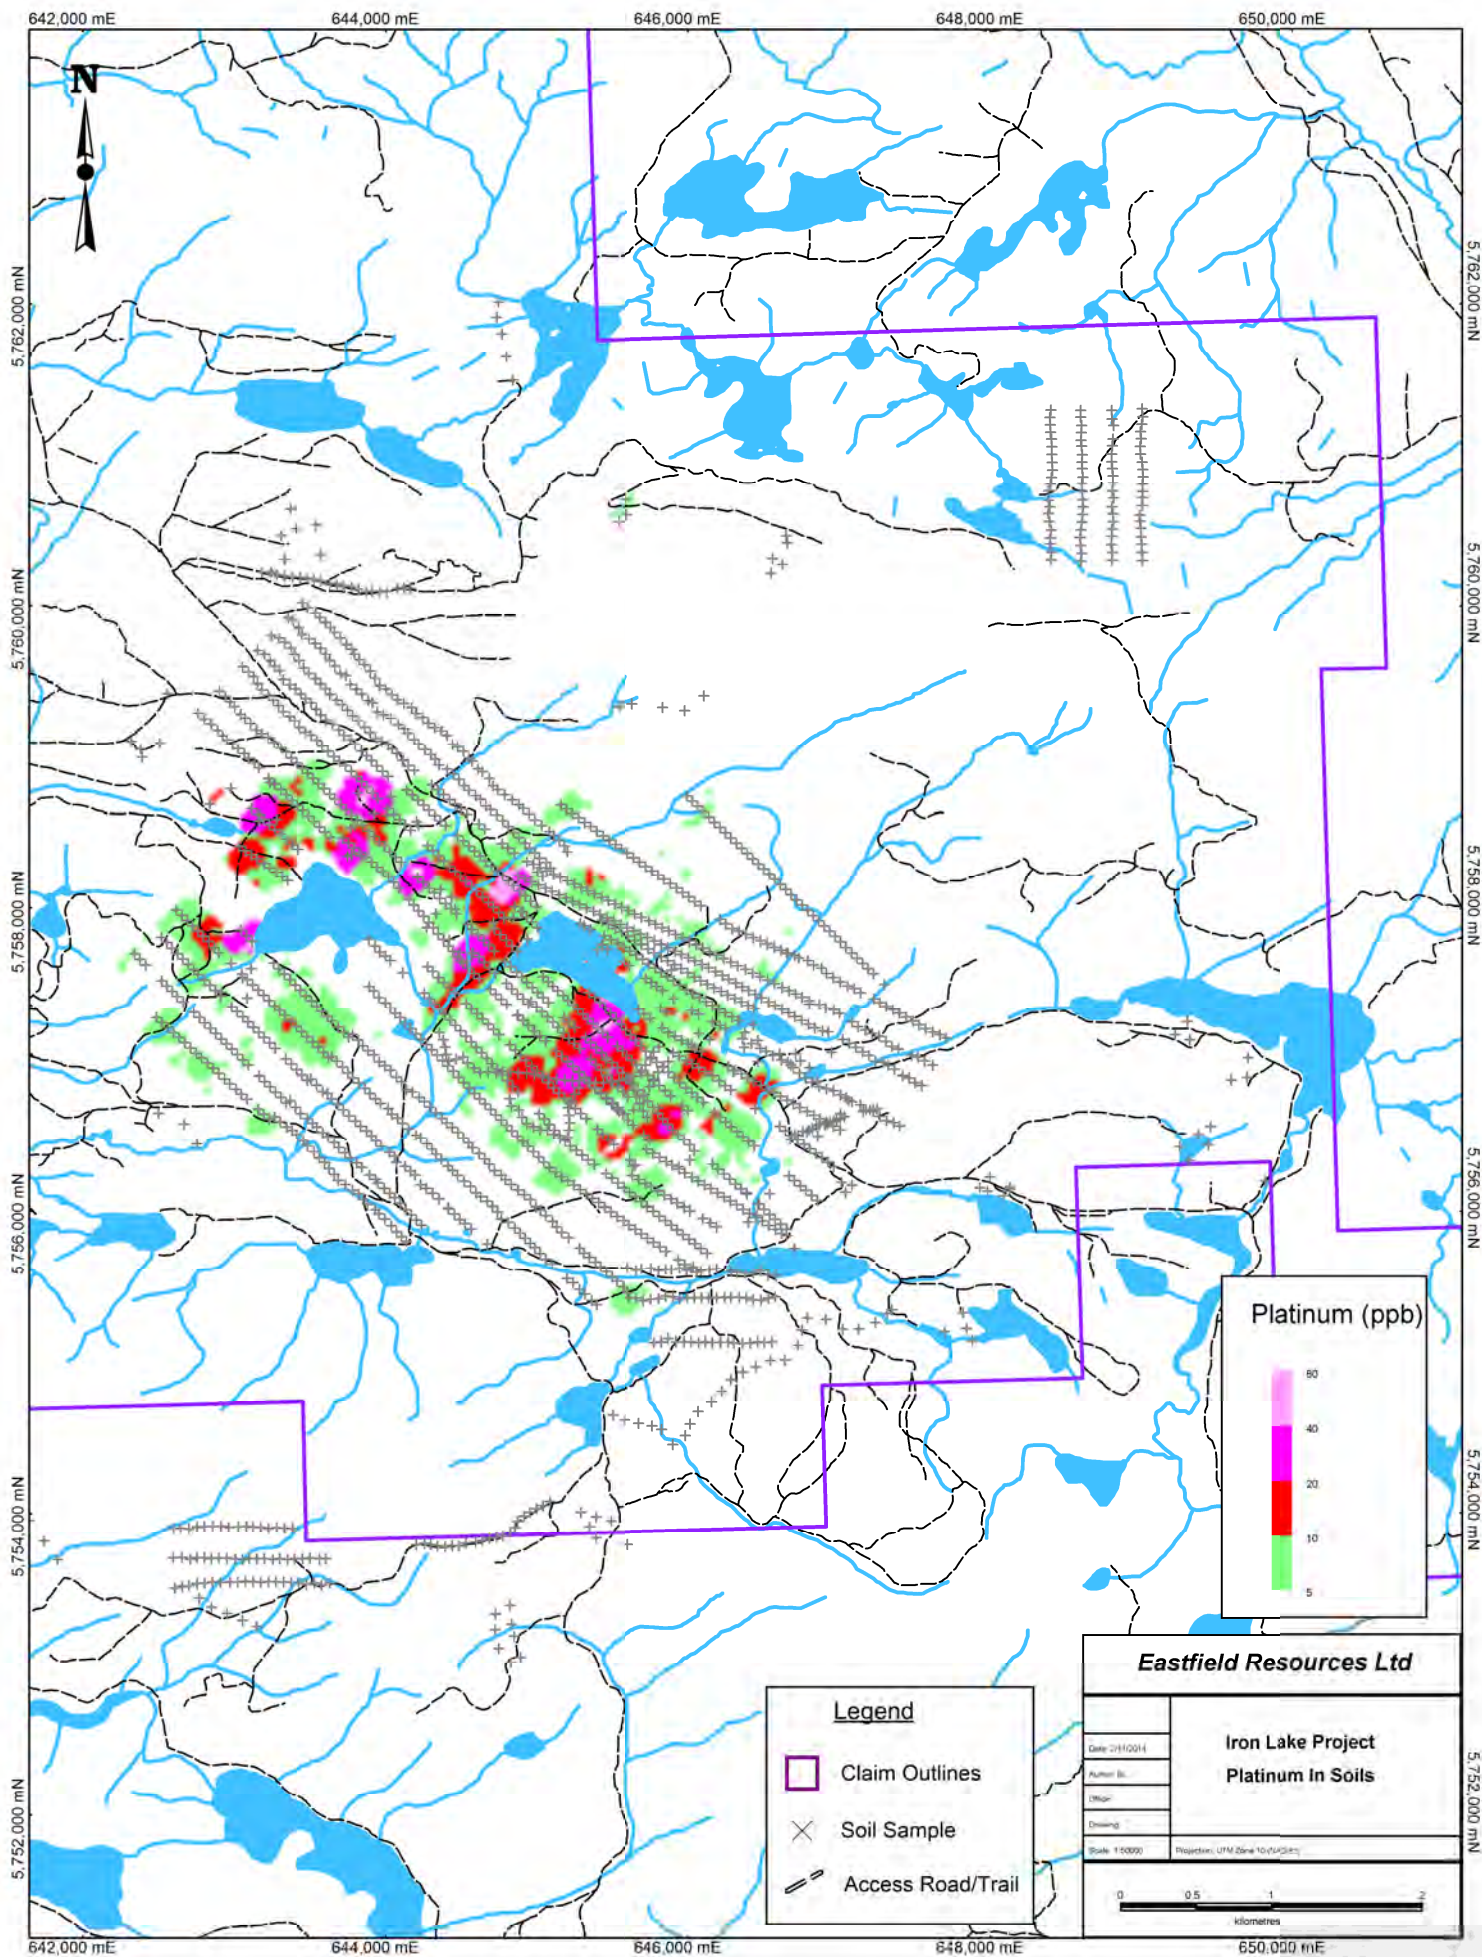 642,000 mE
644,000 mE
646,000 mE
648,000 mE
650,000 mE
N
5,762,000 mN
5,762,000 mN
5,760,000 mN
5,760,000 mN
5,758,000 mN
5,758,000 mN
5,756,000 mN
5,756,000 mN
5,754,000 mN
5,754,000 mN
5,752,000 mN
5,752,000 mN
Platinum (ppb)
40
20
10
5
Eastfield Resources Ltd
Iron Lake Project
Platinum In Soils
Drawing
Scale: 1:50000
0 0.5 1 2
kilometres
Legend
Claim Outlines
Soil Sample
Access Road/Trail
642,000 mE
644,000 mE
646,000 mE
648,000 mE
650,000 mE